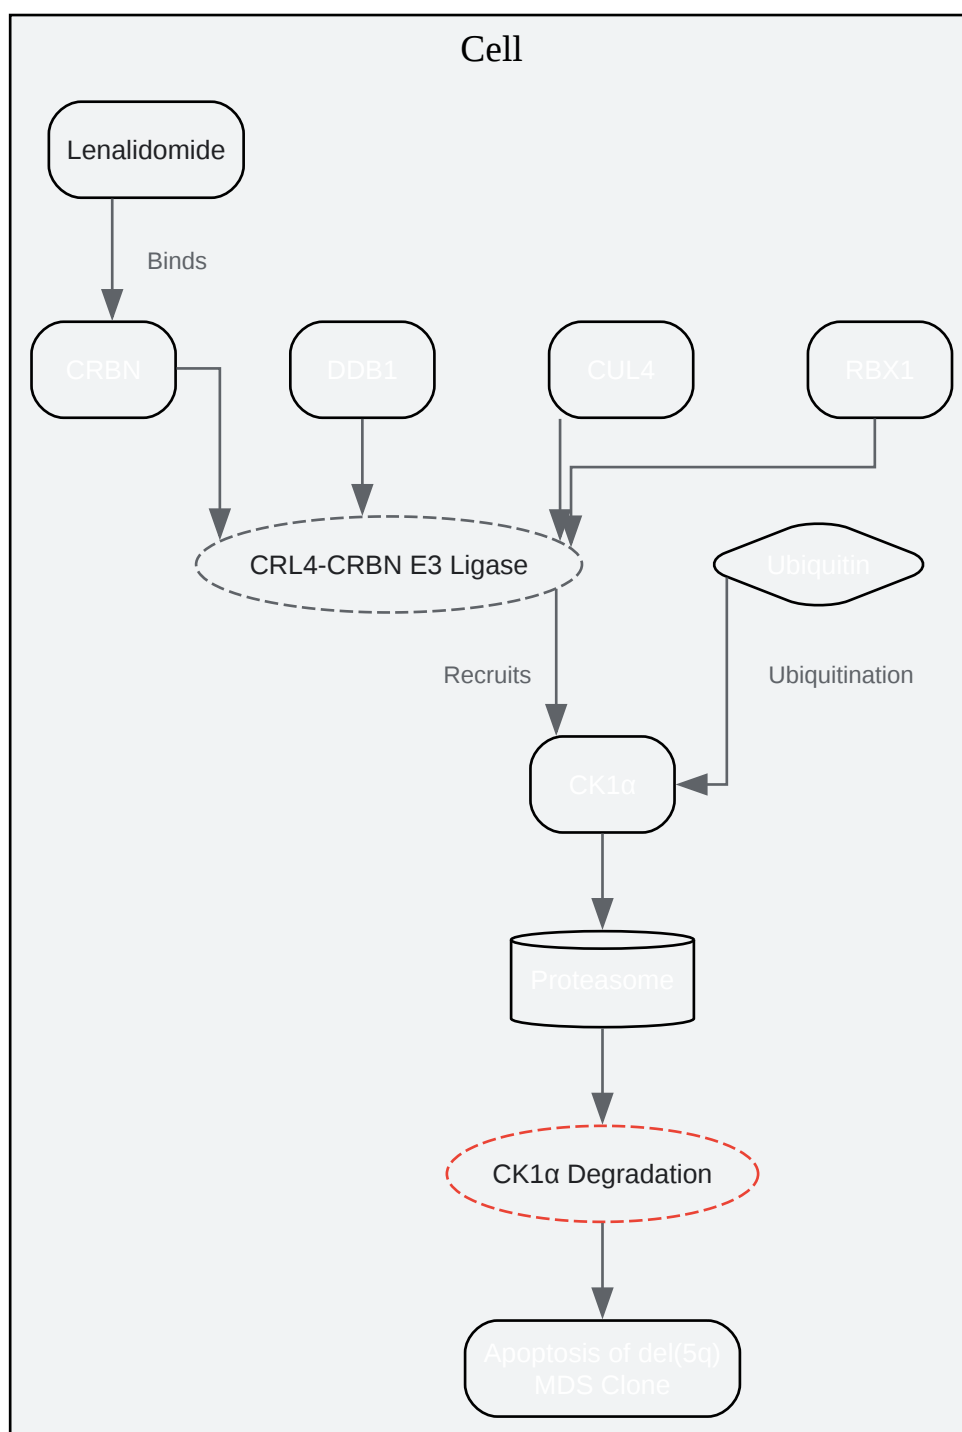 Cell
Lenalidomide
Binds
CRBN
DDB1
CUL4
RBX1
CRL4-CRBN E3 Ligase
Ubiquitin
Recruits
Ubiquitination
CK1α
Proteasome
CK1α Degradation
Apoptosis of del(5q)
MDS Clone